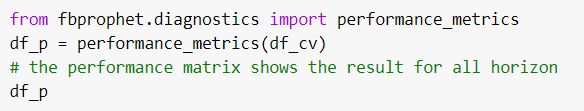 from fbprophet.diagnostics import performance_metrics
df_p = performance_metrics(df_cv)
# the performance matrix shows the result for all horizon
df_p